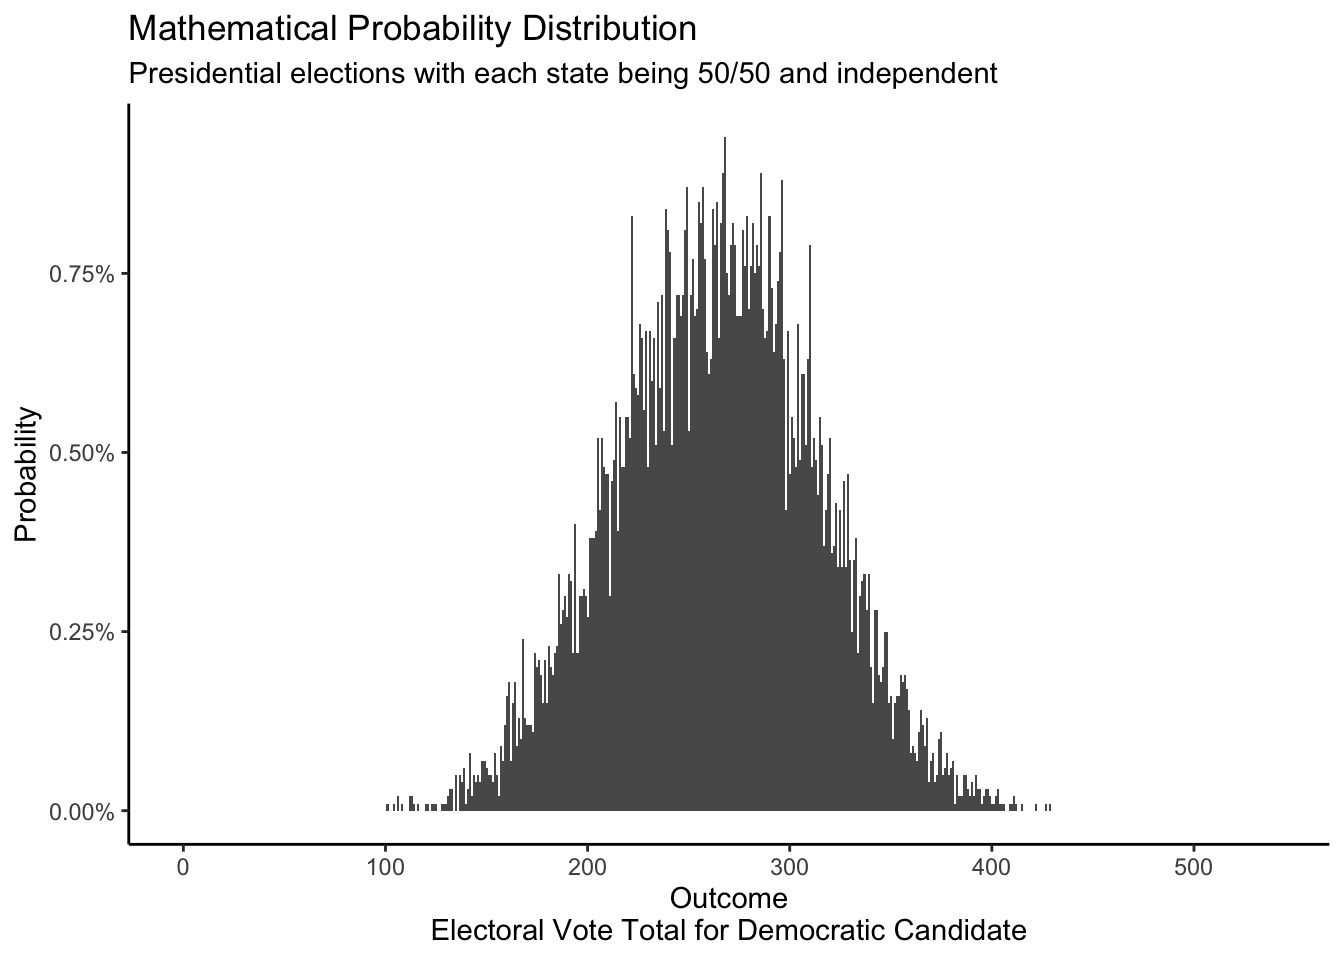 Mathematical Probability Distribution
Presidential elections with each state being 50/50 and independent
Probability
0.75%
0.50%
0.25%
0.00%
0
100
200
300
400
500
Outcome
Electoral Vote Total for Democratic Candidate